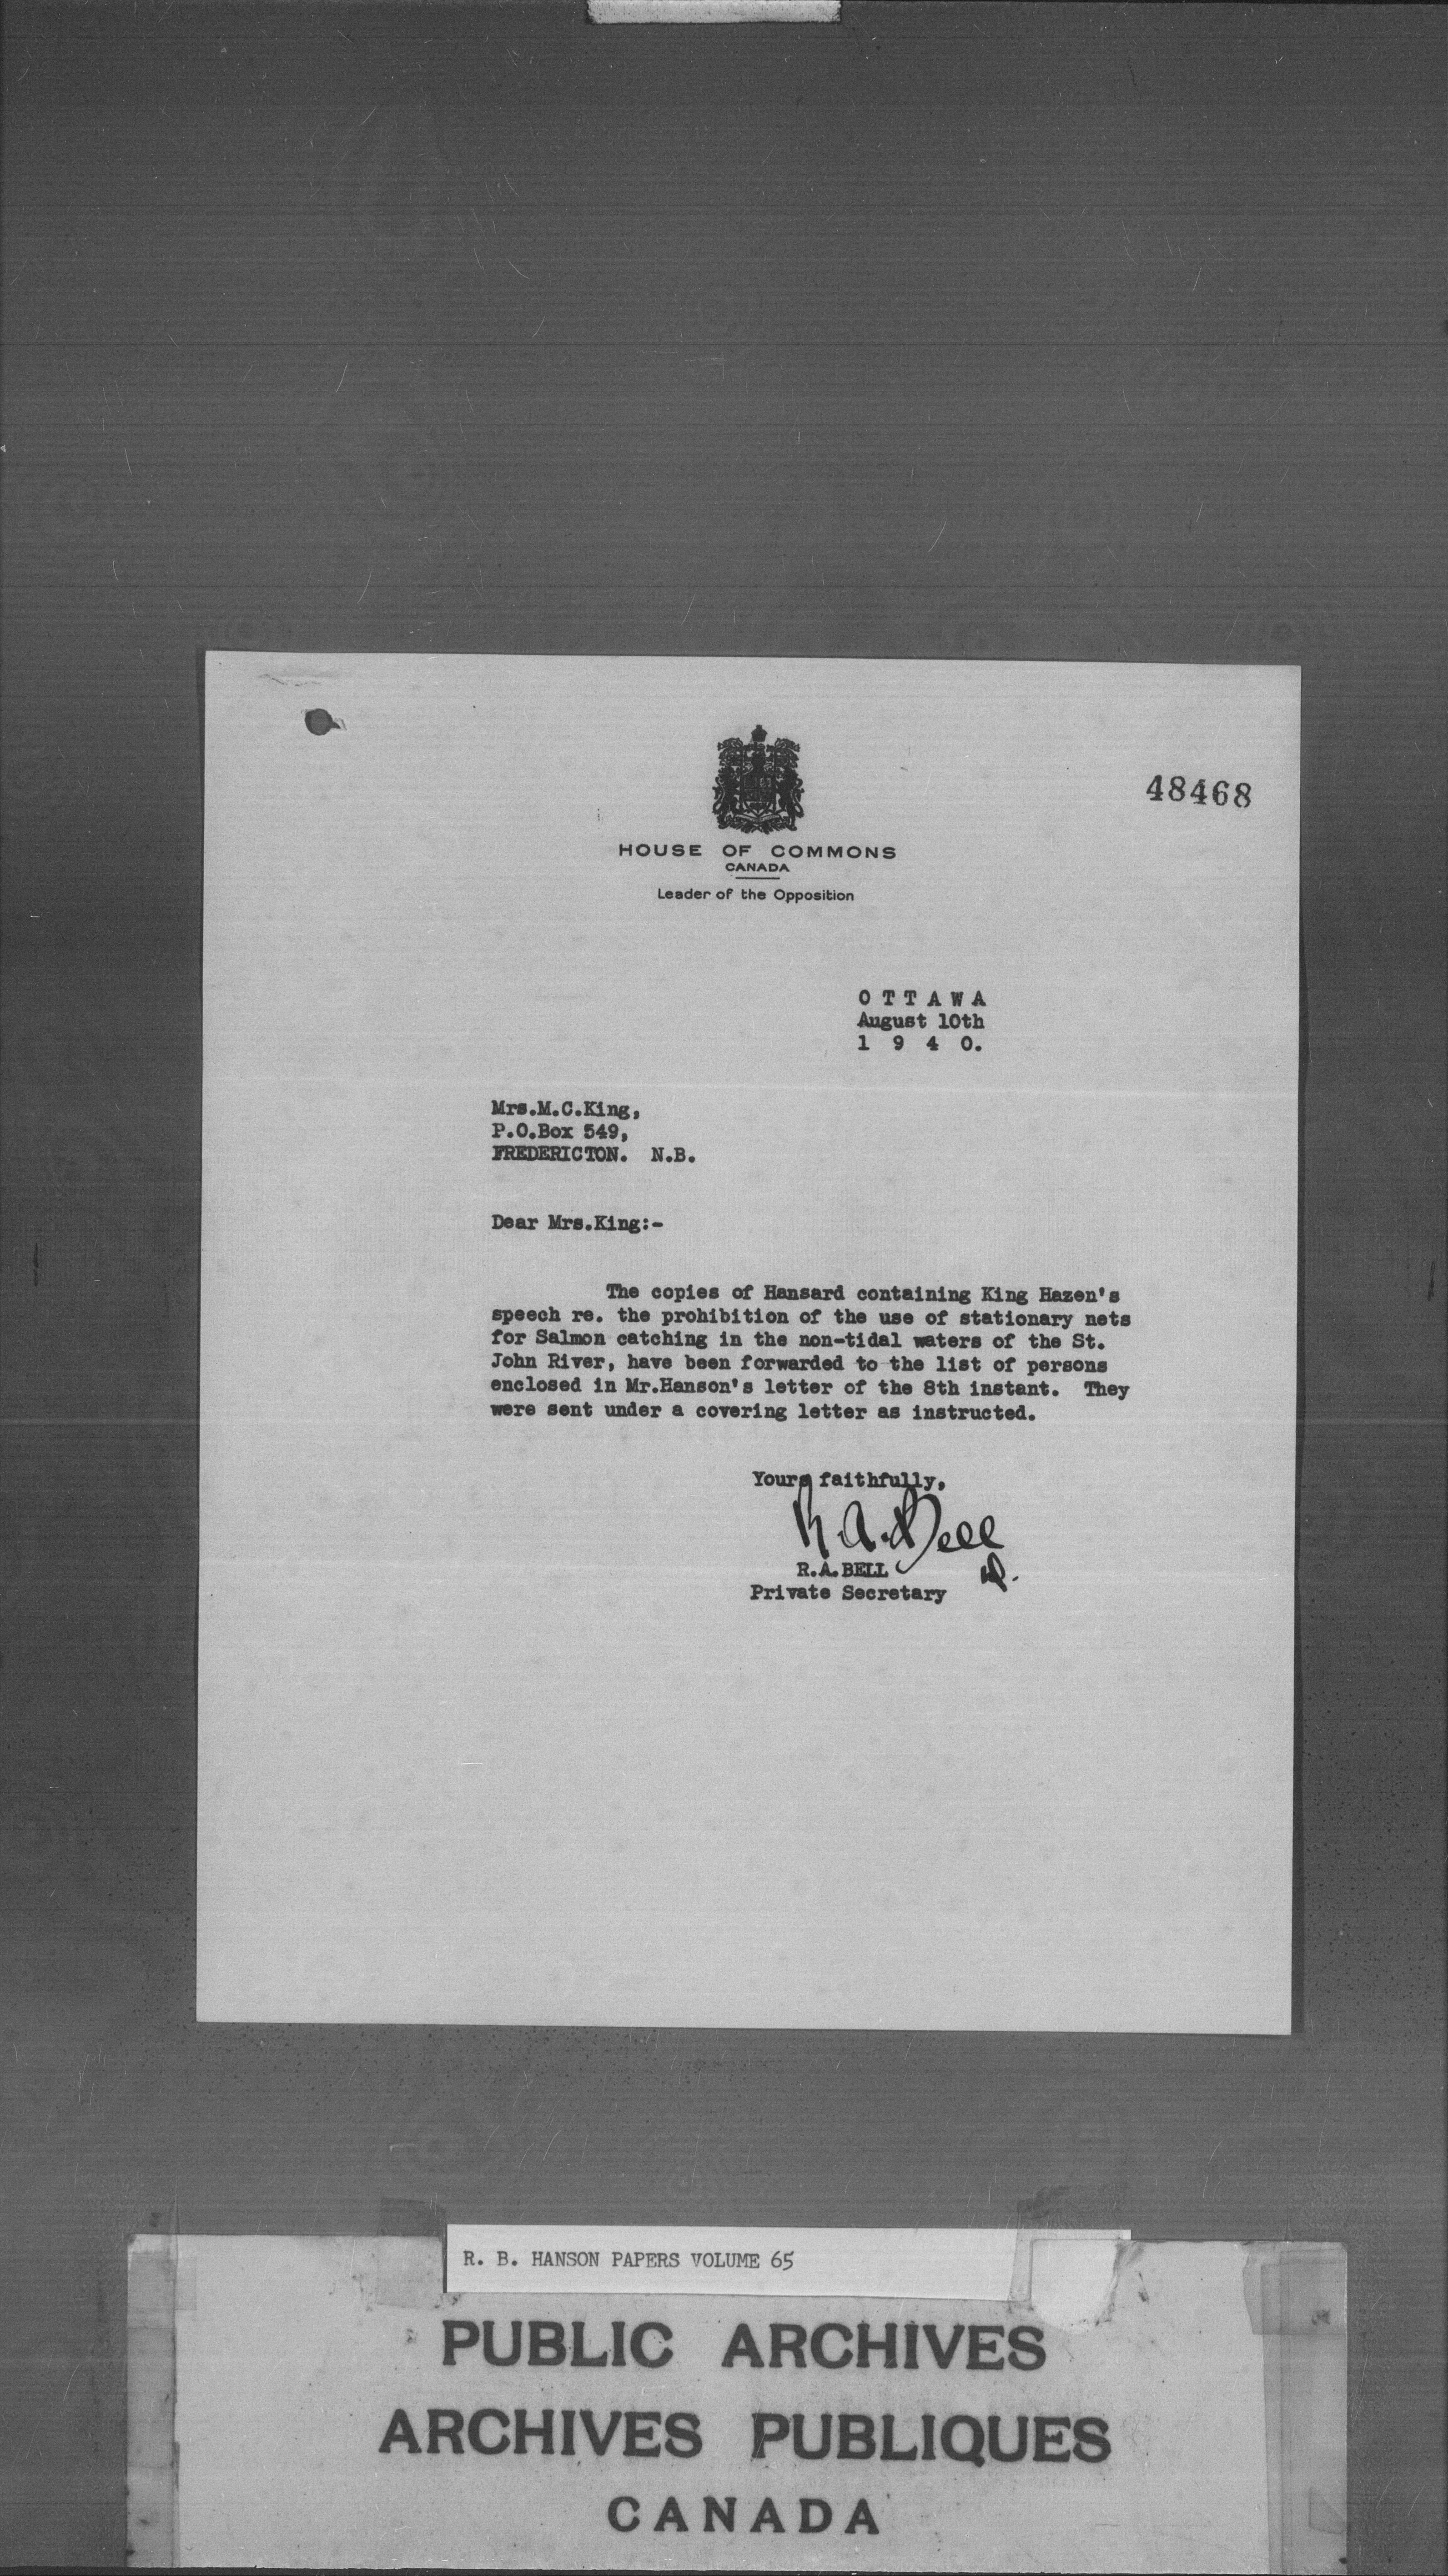 48468
HOUSE OF COMMONS
CANADA
Leader of the Opposition
O T T A W A
August 10th
1 9 4 0.
Mrs.M.C.King,
P.O.Box 549,
FREDERICTON. N.B.
Dear Mrs.King:-
The copies of Hansard containing King Hazen's
speech re. the prohibition of the use of stationary nets
for Salmon catching in the non-tidal waters of the St.
John River, have been forwarded to the list of persons
enclosed in Mr.Hanson's letter of the 8th instant. They
were sent under a covering letter as instructed.
Yours faithfully,
R.A.Bell
R.A.BELL
Private Secretary
R. B. HANSON PAPERS VOLUME 65
PUBLIC ARCHIVES
ARCHIVES PUBLIQUES
CANADA